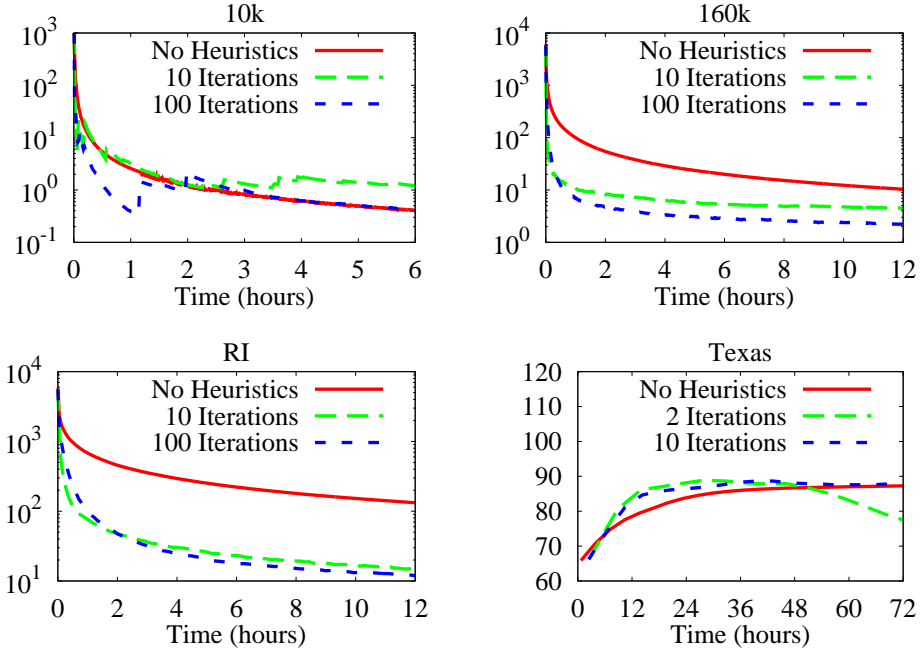 10k
10^3
10^2
10^1
10^0
10^-1
No Heuristics
10 Iterations
100 Iterations
0 1 2 3 4 5 6
Time (hours)
160k
10^4
10^3
10^2
10^1
10^0
No Heuristics
10 Iterations
100 Iterations
0 2 4 6 8 10 12
Time (hours)
RI
10^4
10^3
10^2
10^1
No Heuristics
10 Iterations
100 Iterations
0 2 4 6 8 10 12
Time (hours)
Texas
120
110
100
90
80
70
60
No Heuristics
2 Iterations
10 Iterations
0 12 24 36 48 60 72
Time (hours)